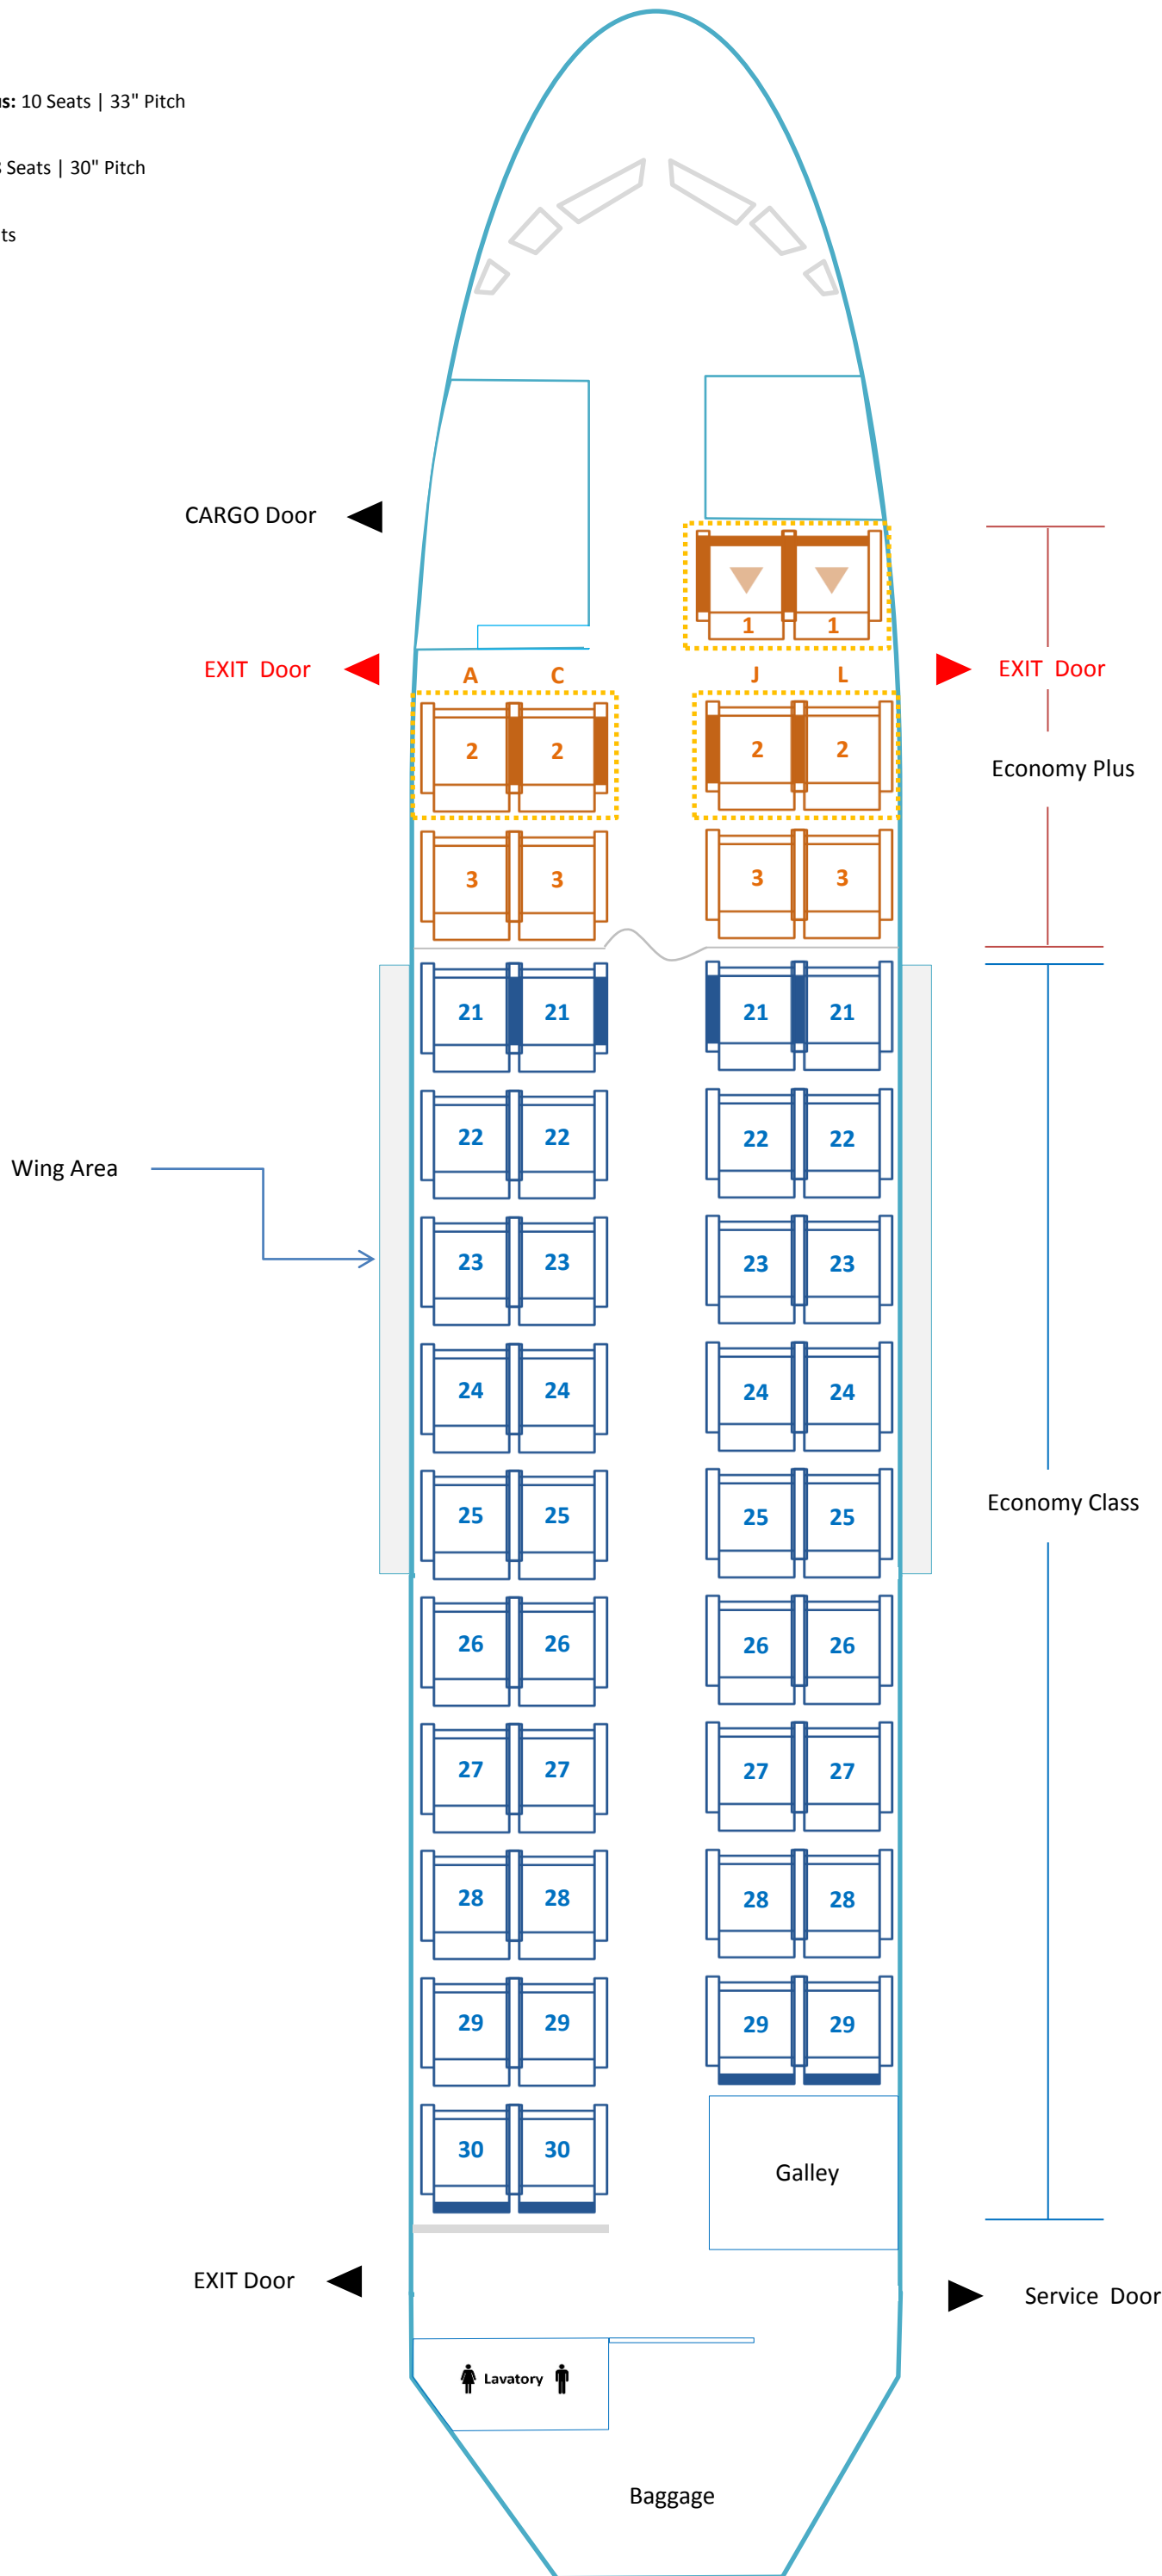 us: 10 Seats | 33" Pitch
Seats | 30" Pitch
ts
CARGO Door
1 1
EXIT Door A C J L EXIT Door
2 2 2 2
Economy Plus
3 3 3 3
21 21 21 21
22 22 22 22
Wing Area
23 23 23 23
24 24 24 24
Economy Class
25 25 25 25
26 26 26 26
27 27 27 27
28 28 28 28
29 29 29 29
30 30
Galley
EXIT Door
Service Door
Lavatory
Baggage